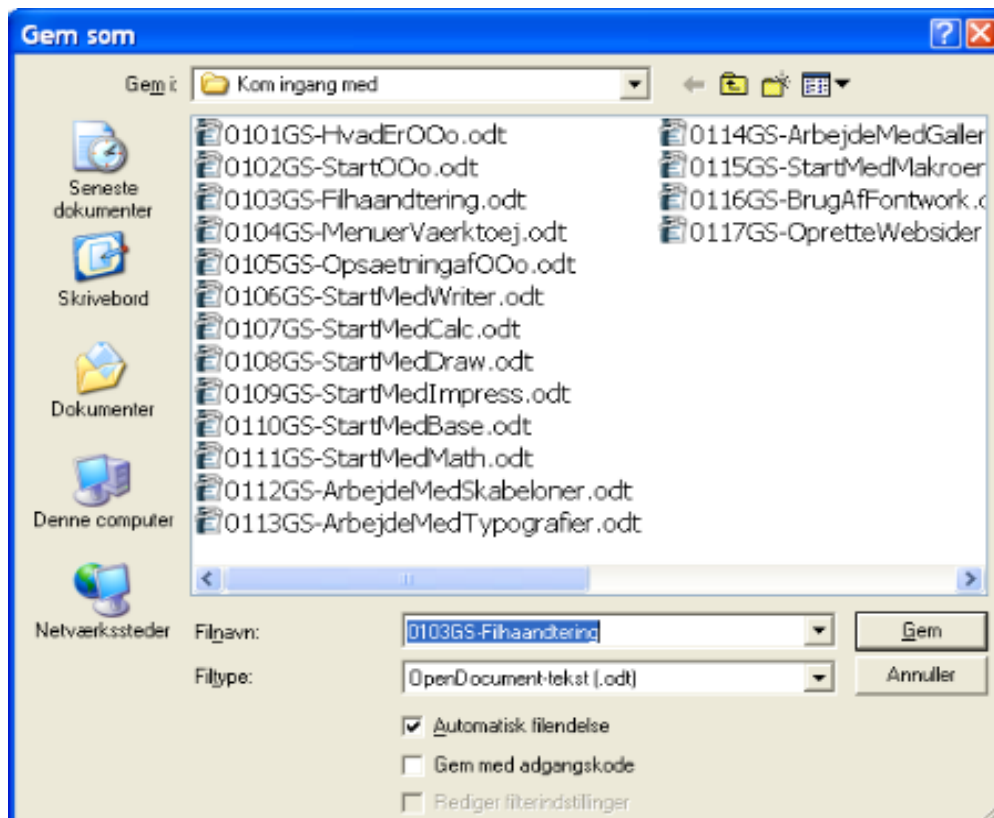 Gem som
Gem i:
Kom ingang med
Seneste dokumenter
Skrivebord
Dokumenter
Denne computer
Netværkssteder
0101GS-HvadErOOo.odt
0102GS-StartOOo.odt
0103GS-Filhaandtering.odt
0104GS-MenuerVaerktoej.odt
0105GS-OpsaetningafOOo.odt
0106GS-StartMedWriter.odt
0107GS-StartMedCalc.odt
0108GS-StartMedDraw.odt
0109GS-StartMedImpress.odt
0110GS-StartMedBase.odt
0111GS-StartMedMath.odt
0112GS-ArbejdeMedSkabeloner.odt
0113GS-ArbejdeMedTypografier.odt
0114GS-ArbejdeMedGaller
0115GS-StartMedMakroer
0116GS-BrugAfFontwork.
0117GS-OpretteWebsider
Filnavn:
0103GS-Filhaandtering
Gem
Filtype:
OpenDocument-tekst (.odt)
Annuller
Automatisk filendelse
Gem med adgangskode
Rediger filterindstillinger